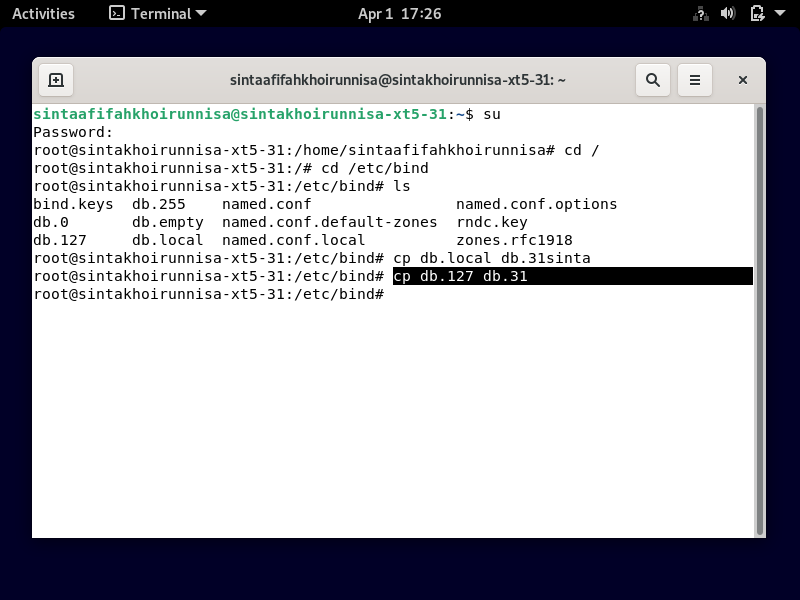 Activities Terminal Apr 1 17:26
sintaafifahkhoirunnisa@sintakhoirunnisa-xt5-31: ~
sintaafifahkhoirunnisa@sintakhoirunnisa-xt5-31:~$ su
Password:
root@sintakhoirunnisa-xt5-31:/home/sintaafifahkhoirunnisa# cd /
root@sintakhoirunnisa-xt5-31:/# cd /etc/bind
root@sintakhoirunnisa-xt5-31:/etc/bind# ls
bind.keys  db.255    named.conf                named.conf.options
db.0       db.empty  named.conf.default-zones  rndc.key
db.127     db.local  named.conf.local          zones.rfc1918
root@sintakhoirunnisa-xt5-31:/etc/bind# cp db.local db.31sinta
root@sintakhoirunnisa-xt5-31:/etc/bind# cp db.127 db.31
root@sintakhoirunnisa-xt5-31:/etc/bind#